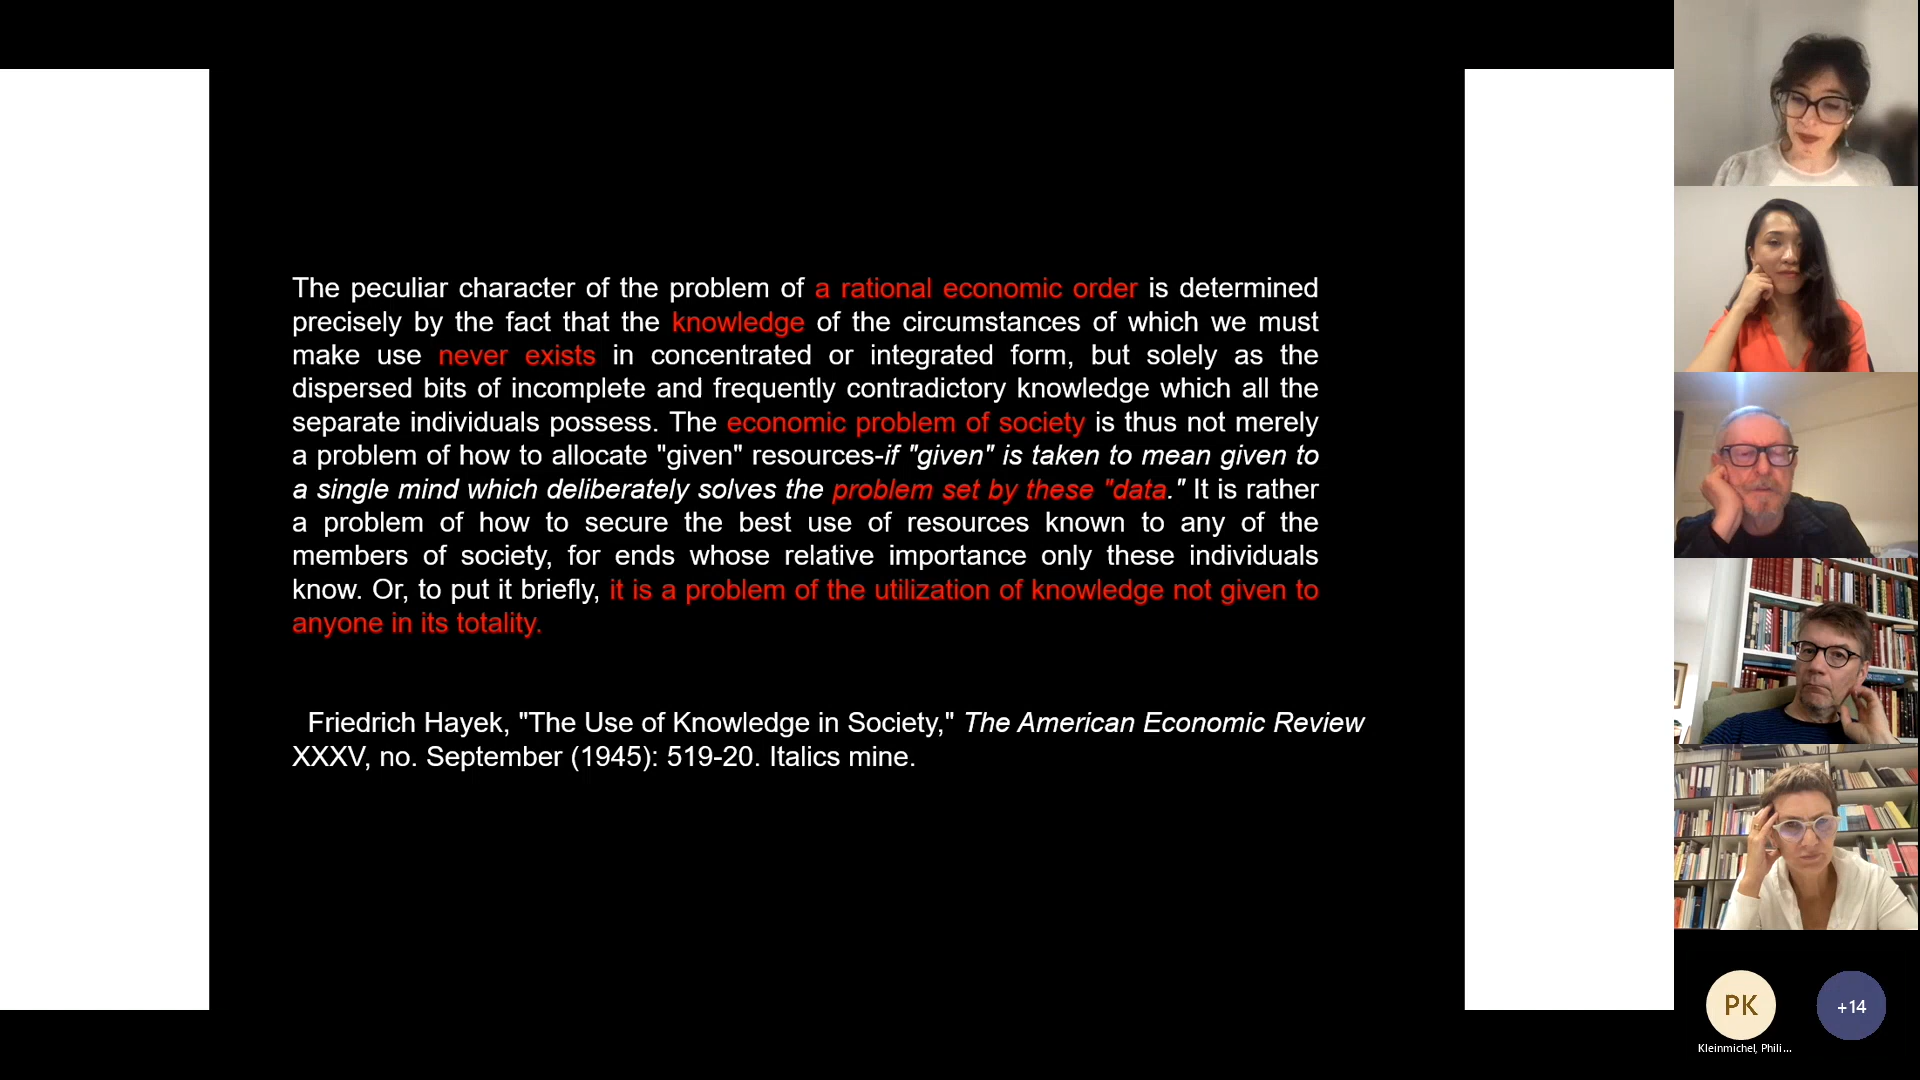 The peculiar character of the problem of a rational economic order is determined
precisely by the fact that the knowledge of the circumstances of which we must
make use never exists in concentrated or integrated form, but solely as the
dispersed bits of incomplete and frequently contradictory knowledge which all the
separate individuals possess. The economic problem of society is thus not merely
a problem of how to allocate "given" resources-if "given" is taken to mean given to
a single mind which deliberately solves the problem set by these "data." It is rather
a problem of how to secure the best use of resources known to any of the
members of society, for ends whose relative importance only these individuals
know. Or, to put it briefly, it is a problem of the utilization of knowledge not given to
anyone in its totality.
Friedrich Hayek, "The Use of Knowledge in Society," The American Economic Review
XXXV, no. September (1945): 519-20. Italics mine.
PK
+14
Kleinmichel, Phili...